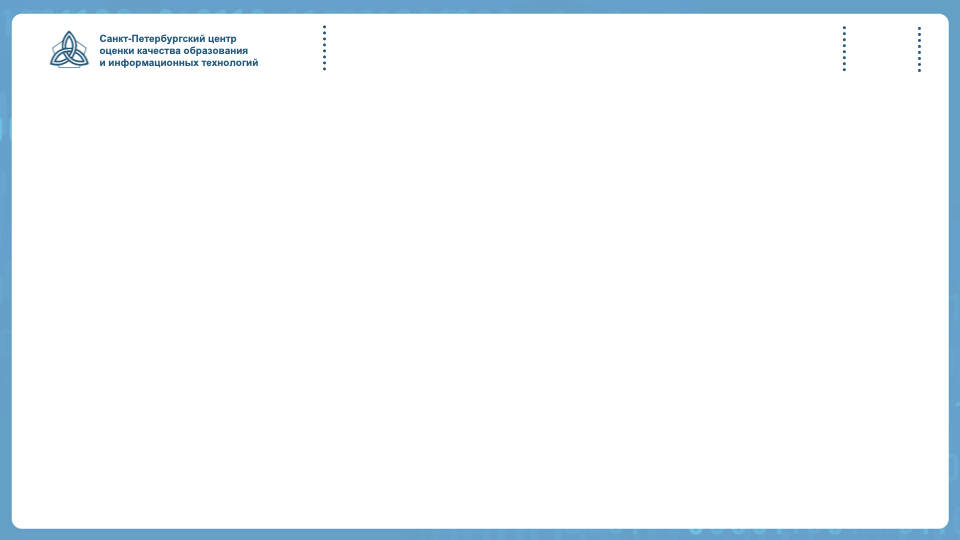 Санкт-Петербургский центр
оценки качества образования
и информационных технологий